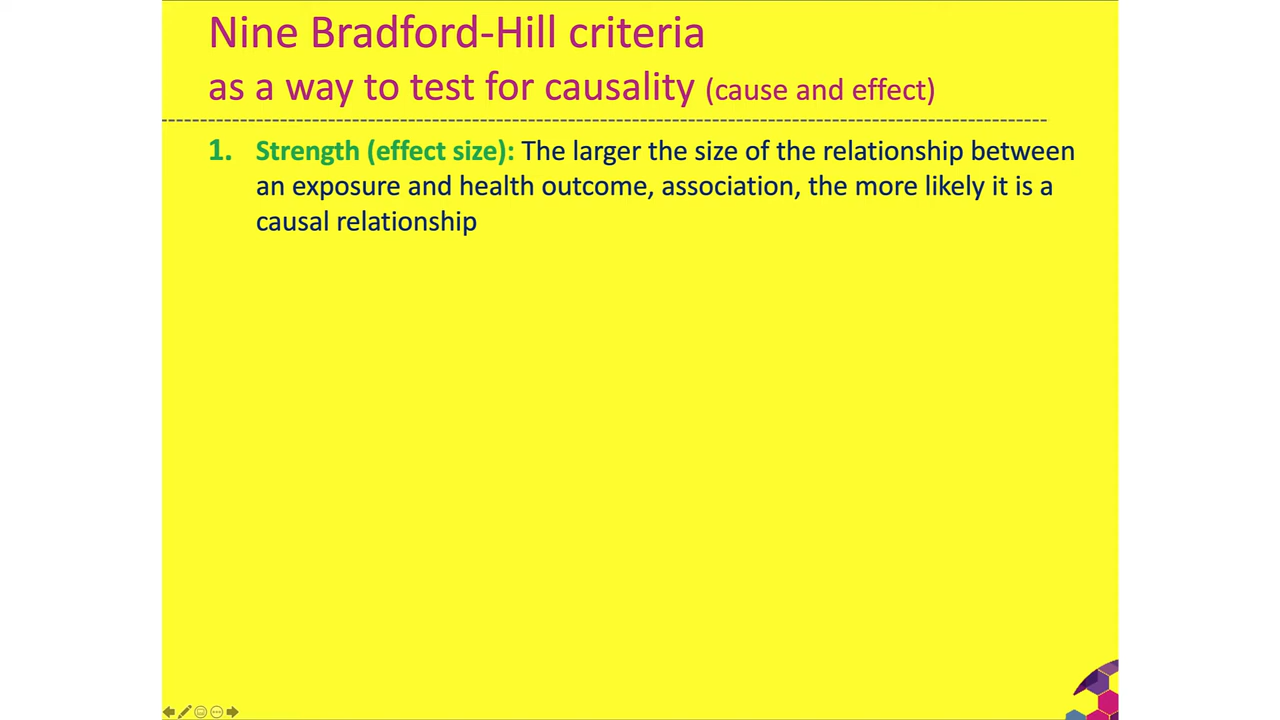 Nine Bradford-Hill criteria
as a way to test for causality (cause and effect)
1. Strength (effect size): The larger the size of the relationship between
an exposure and health outcome, association, the more likely it is a
causal relationship